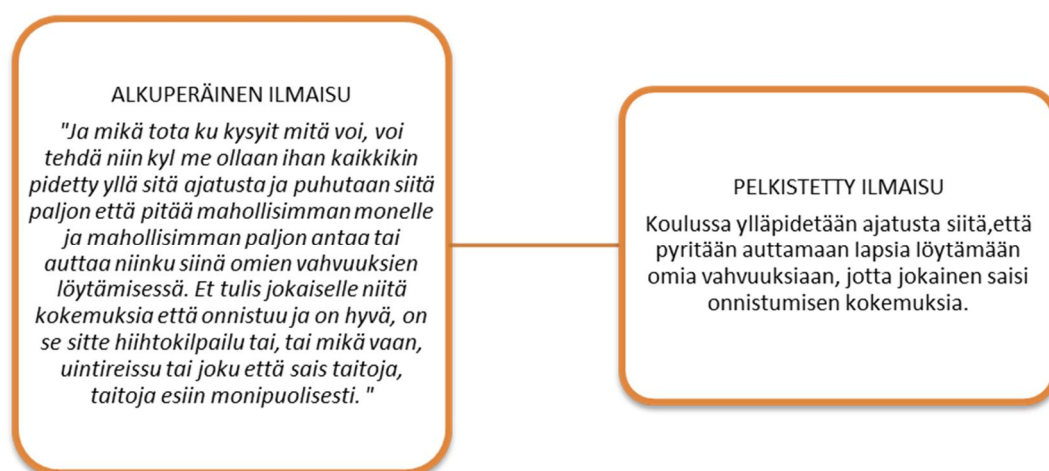 ALKUPERÄINEN ILMAISU
"Ja mikä tota ku kysyit mitä voi, voi
tehdä niin kyl me ollaan ihan kaikkikin
pidetty yllä sitä ajatusta ja puhutaan siitä
paljon että pitää mahollisimman monelle
ja mahollisimman paljon antaa tai
auttaa niinku siinä omien vahvuuksien
löytämisessä. Et tulis jokaiselle niitä
kokemuksia että onnistuu ja on hyvä, on
se sitte hiihtokilpailu tai, tai mikä vaan,
uintireissu tai joku että sais taitoja,
taitoja esiin monipuolisesti. "
PELKISTETTY ILMAISU
Koulussa ylläpidetään ajatusta siitä,että
pyritään auttamaan lapsia löytämään
omia vahvuuksiaan, jotta jokainen saisi
onnistumisen kokemuksia.